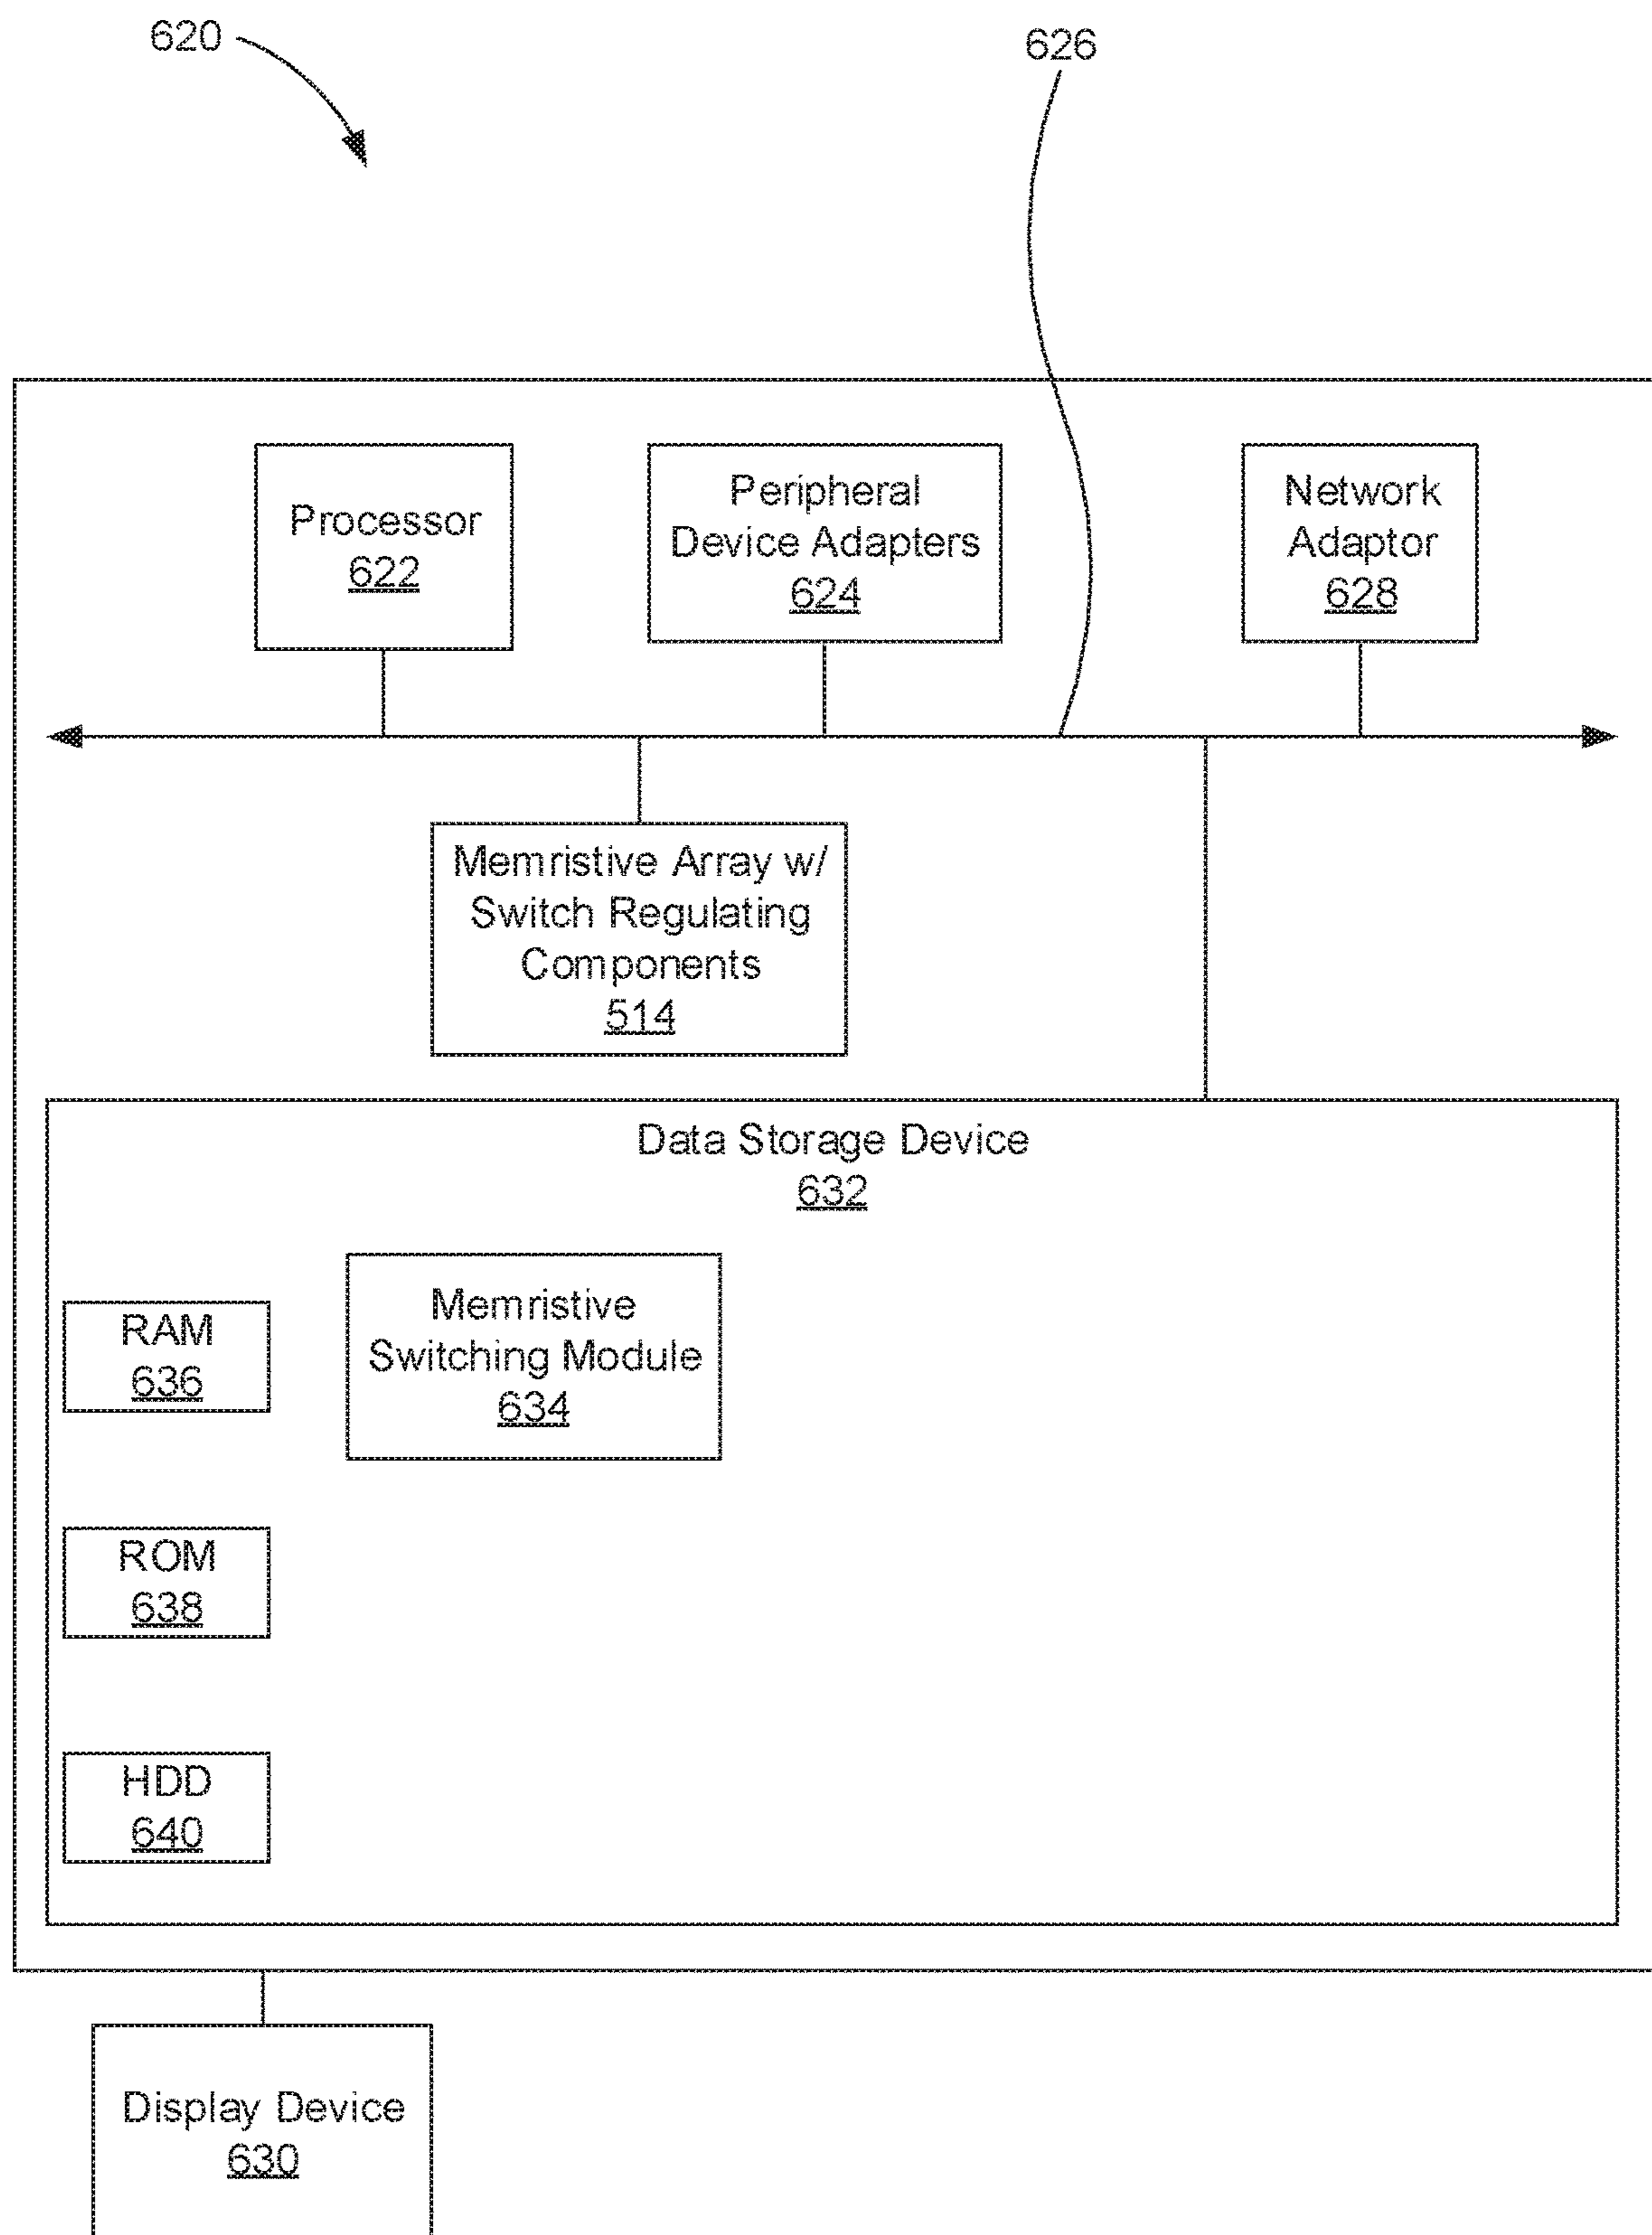 620
626
Processor
622
Peripheral
Device Adapters
624
Network
Adaptor
628
Memristive Array w/
Switch Regulating
Components
514
Data Storage Device
632
RAM
636
Memristive
Switching Module
634
ROM
638
HDD
640
Display Device
630